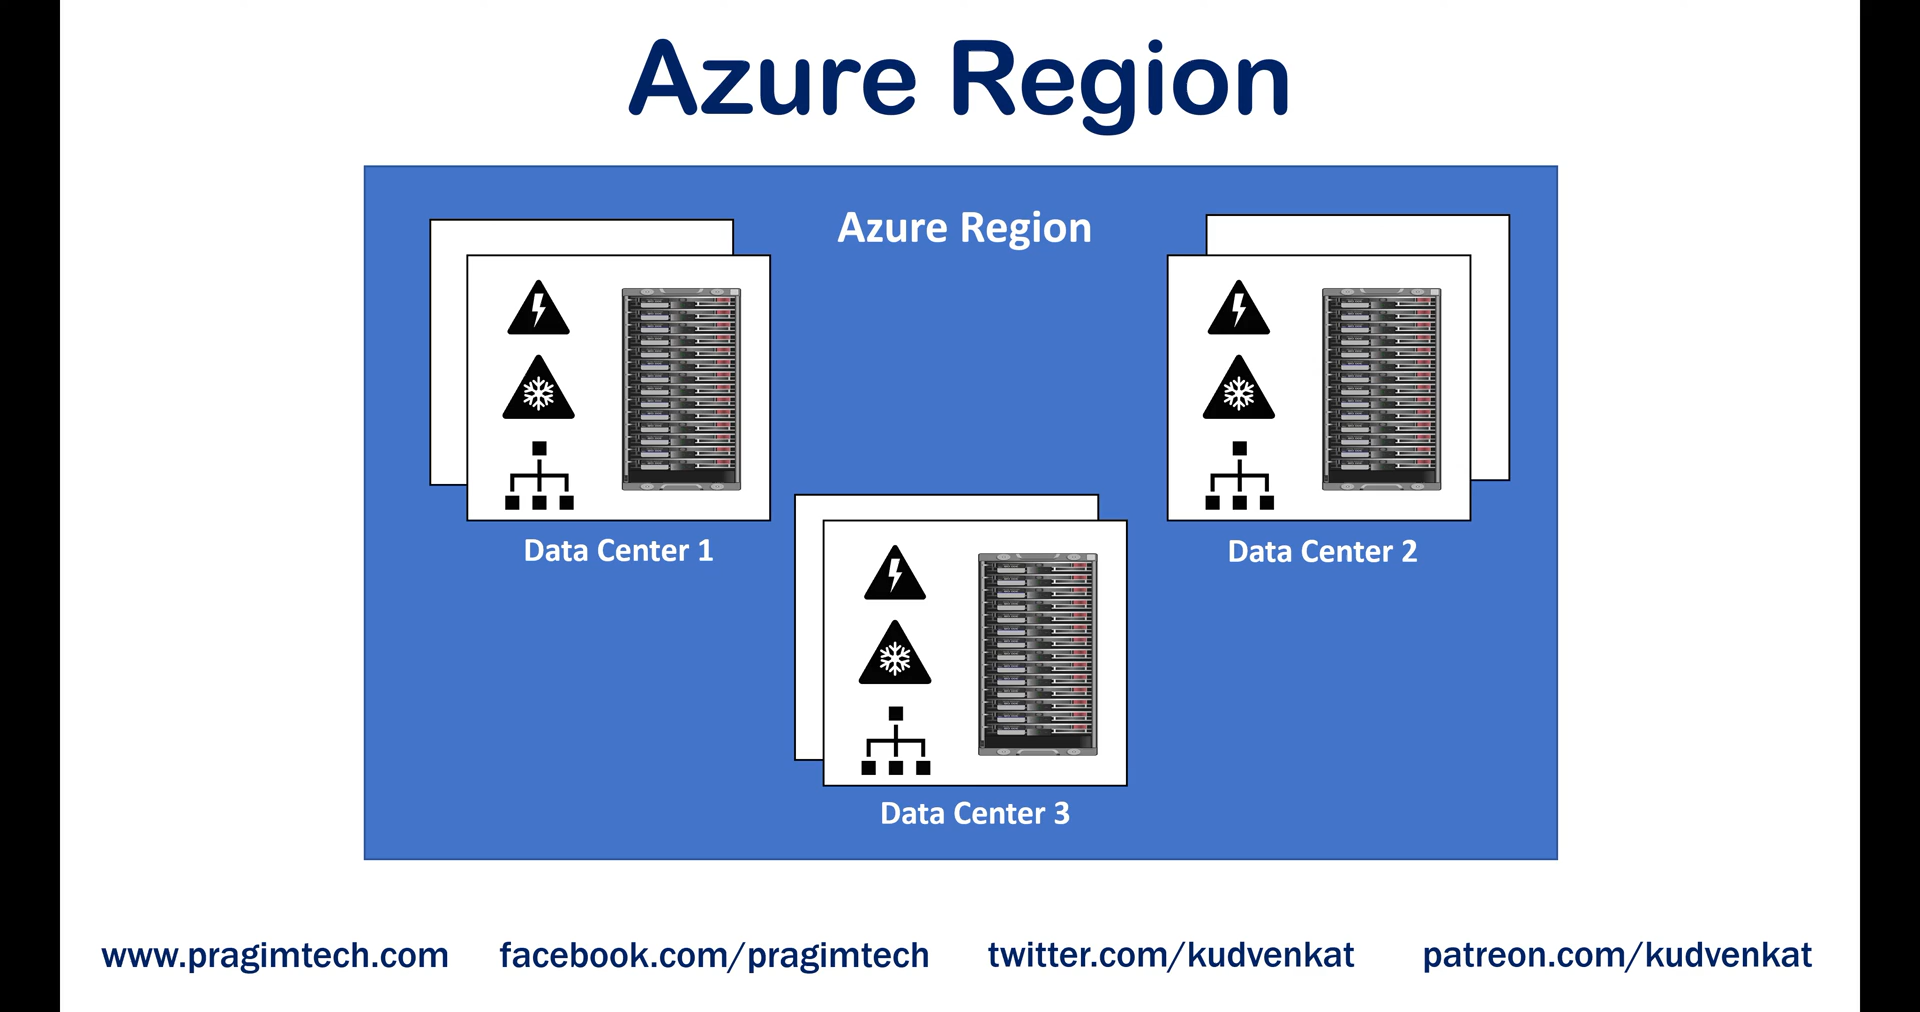 Azure Region
Azure Region
Data Center 1
Data Center 2
Data Center 3
www.pragimtech.com facebook.com/pragimtech twitter.com/kudvenkat patreon.com/kudvenkat